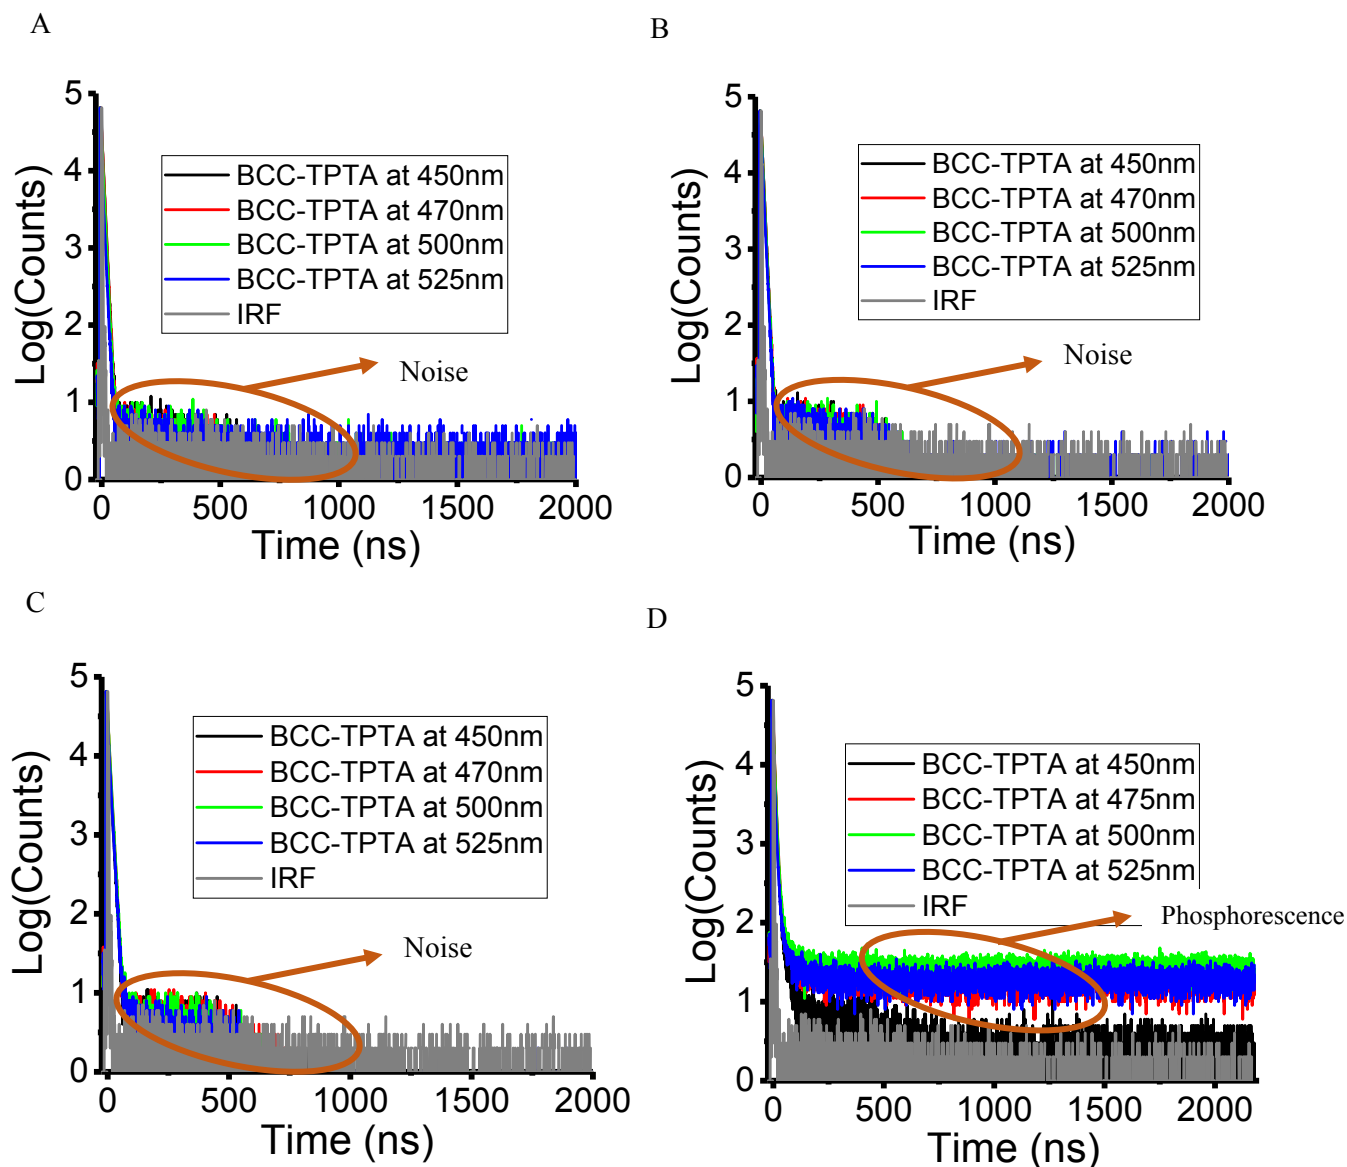 A
5
4
3
2
1
0
Log(Counts)
BCC-TPTA at 450nm
BCC-TPTA at 470nm
BCC-TPTA at 500nm
BCC-TPTA at 525nm
IRF
Noise
0 500 1000 1500 2000
Time (ns)
B
5
4
3
2
1
0
Log(Counts)
BCC-TPTA at 450nm
BCC-TPTA at 470nm
BCC-TPTA at 500nm
BCC-TPTA at 525nm
IRF
Noise
0 500 1000 1500 2000
Time (ns)
C
5
4
3
2
1
0
Log(Counts)
BCC-TPTA at 450nm
BCC-TPTA at 470nm
BCC-TPTA at 500nm
BCC-TPTA at 525nm
IRF
Noise
0 500 1000 1500 2000
Time (ns)
D
5
4
3
2
1
0
Log(Counts)
BCC-TPTA at 450nm
BCC-TPTA at 475nm
BCC-TPTA at 500nm
BCC-TPTA at 525nm
IRF
Phosphorescence
0 500 1000 1500 2000
Time (ns)